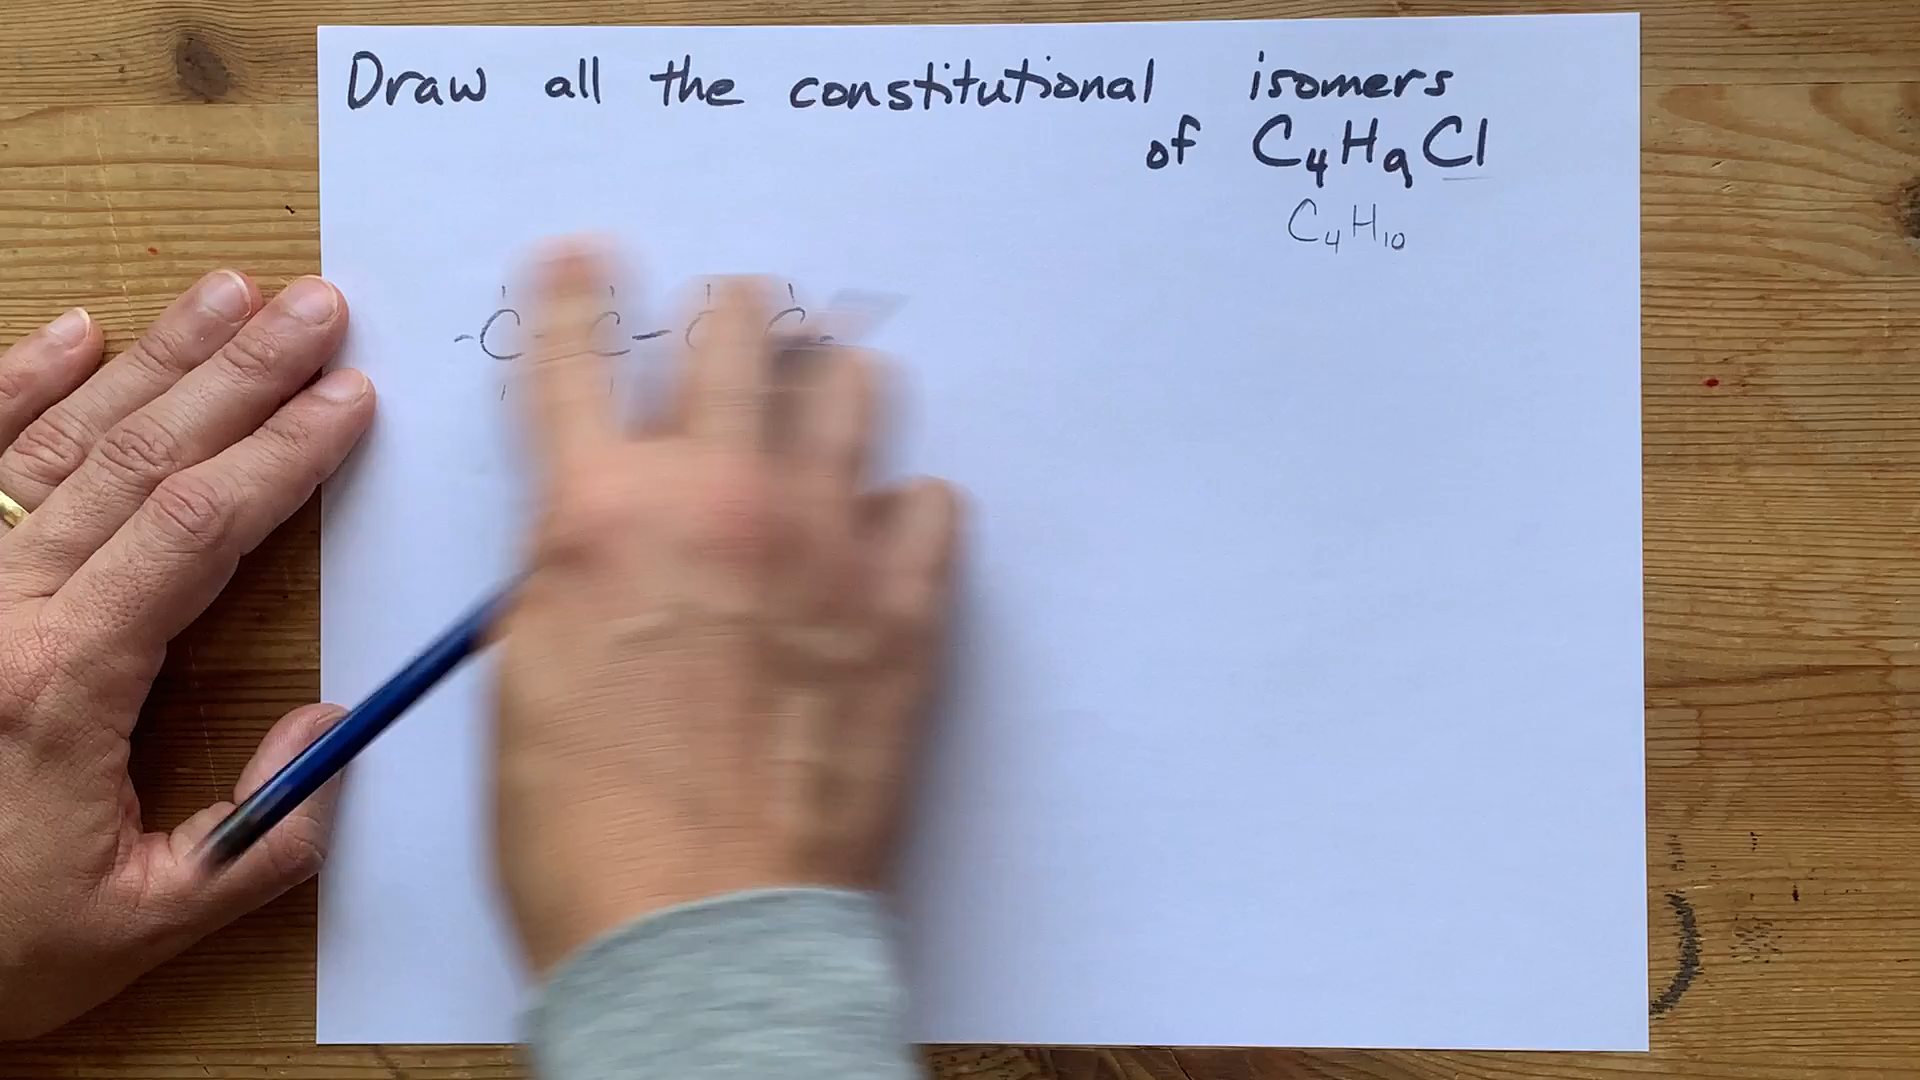 Draw all the constitutional isomers
of C₄H₉Cl
C₄H₁₀
-C-C-C C-